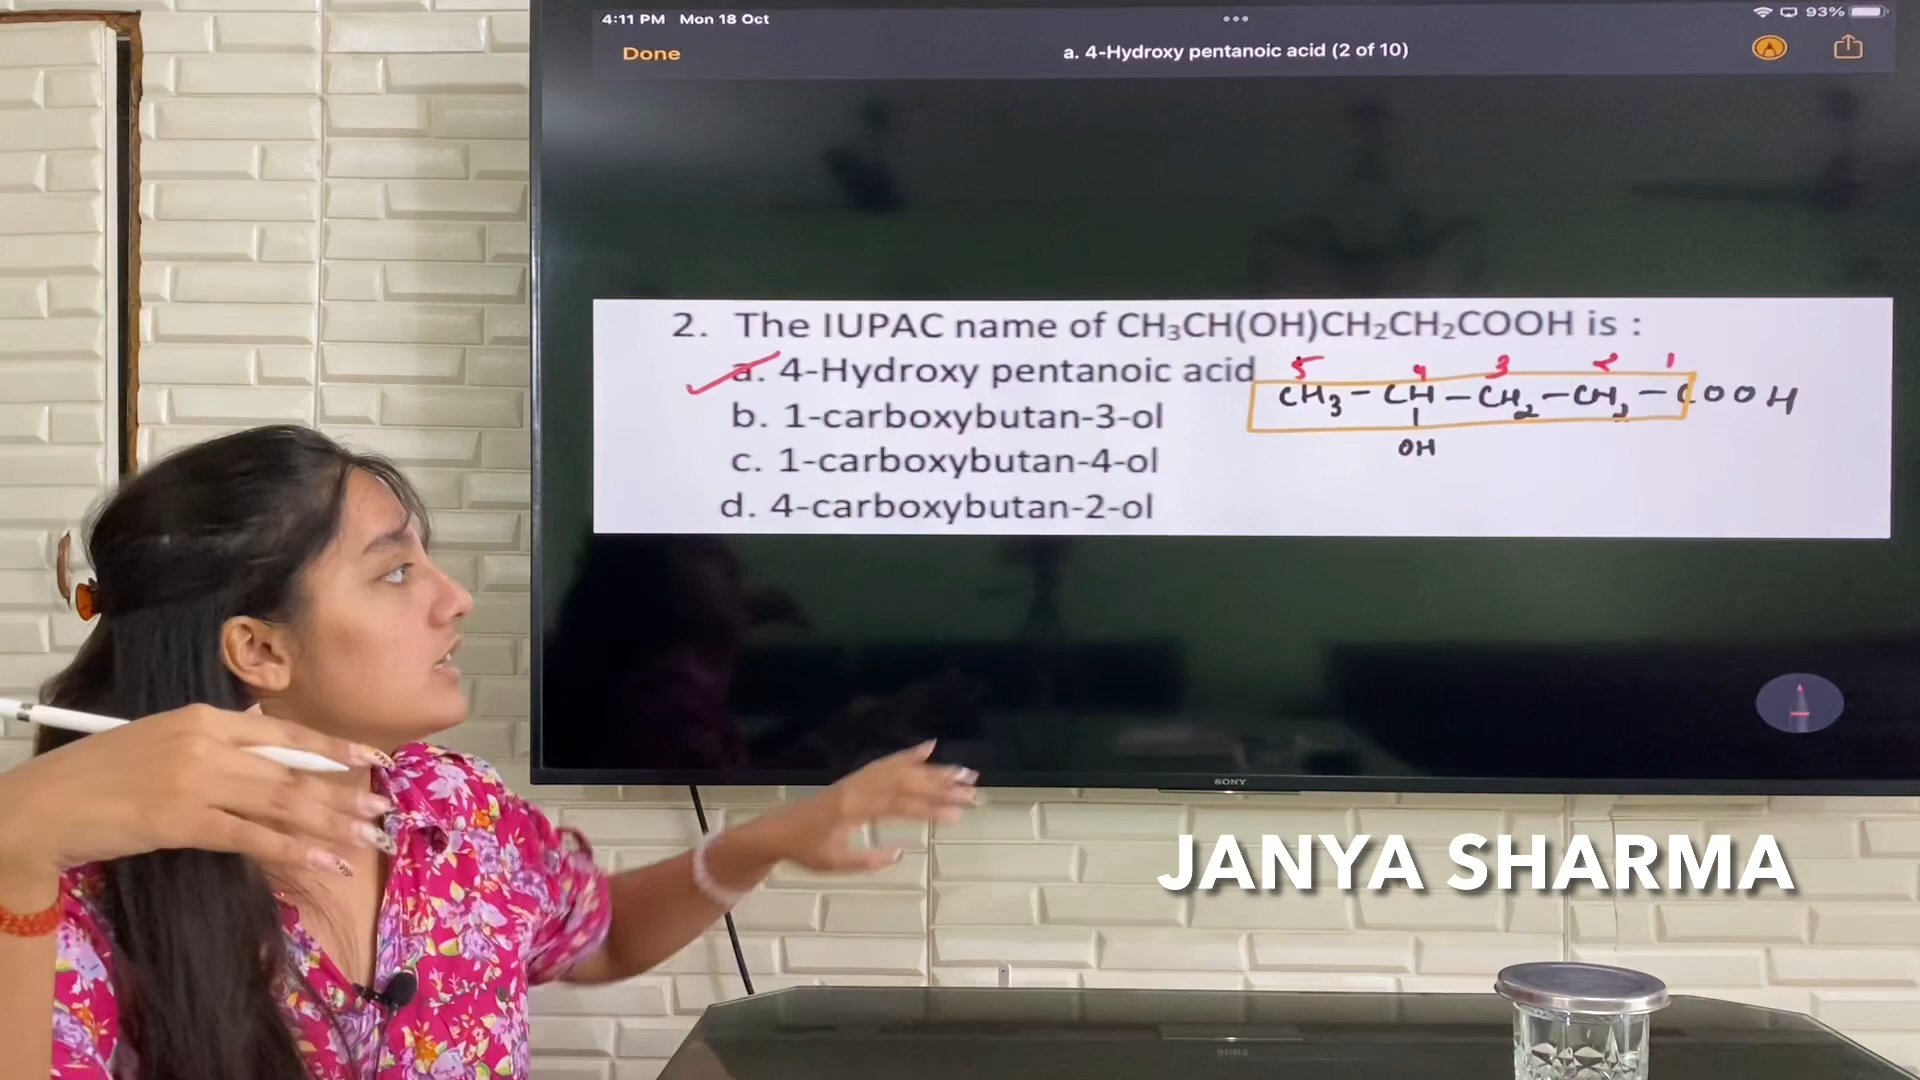 4:11 PM Mon 18 Oct
93%
Done
a. 4-Hydroxy pentanoic acid (2 of 10)
2. The IUPAC name of CH₃CH(OH)CH₂CH₂COOH is :
a. 4-Hydroxy pentanoic acid
5 4 3 2 1
CH₃ - CH - CH₂ - CH₂ - COOH
OH
b. 1-carboxybutan-3-ol
c. 1-carboxybutan-4-ol
d. 4-carboxybutan-2-ol
SONY
JANYA SHARMA